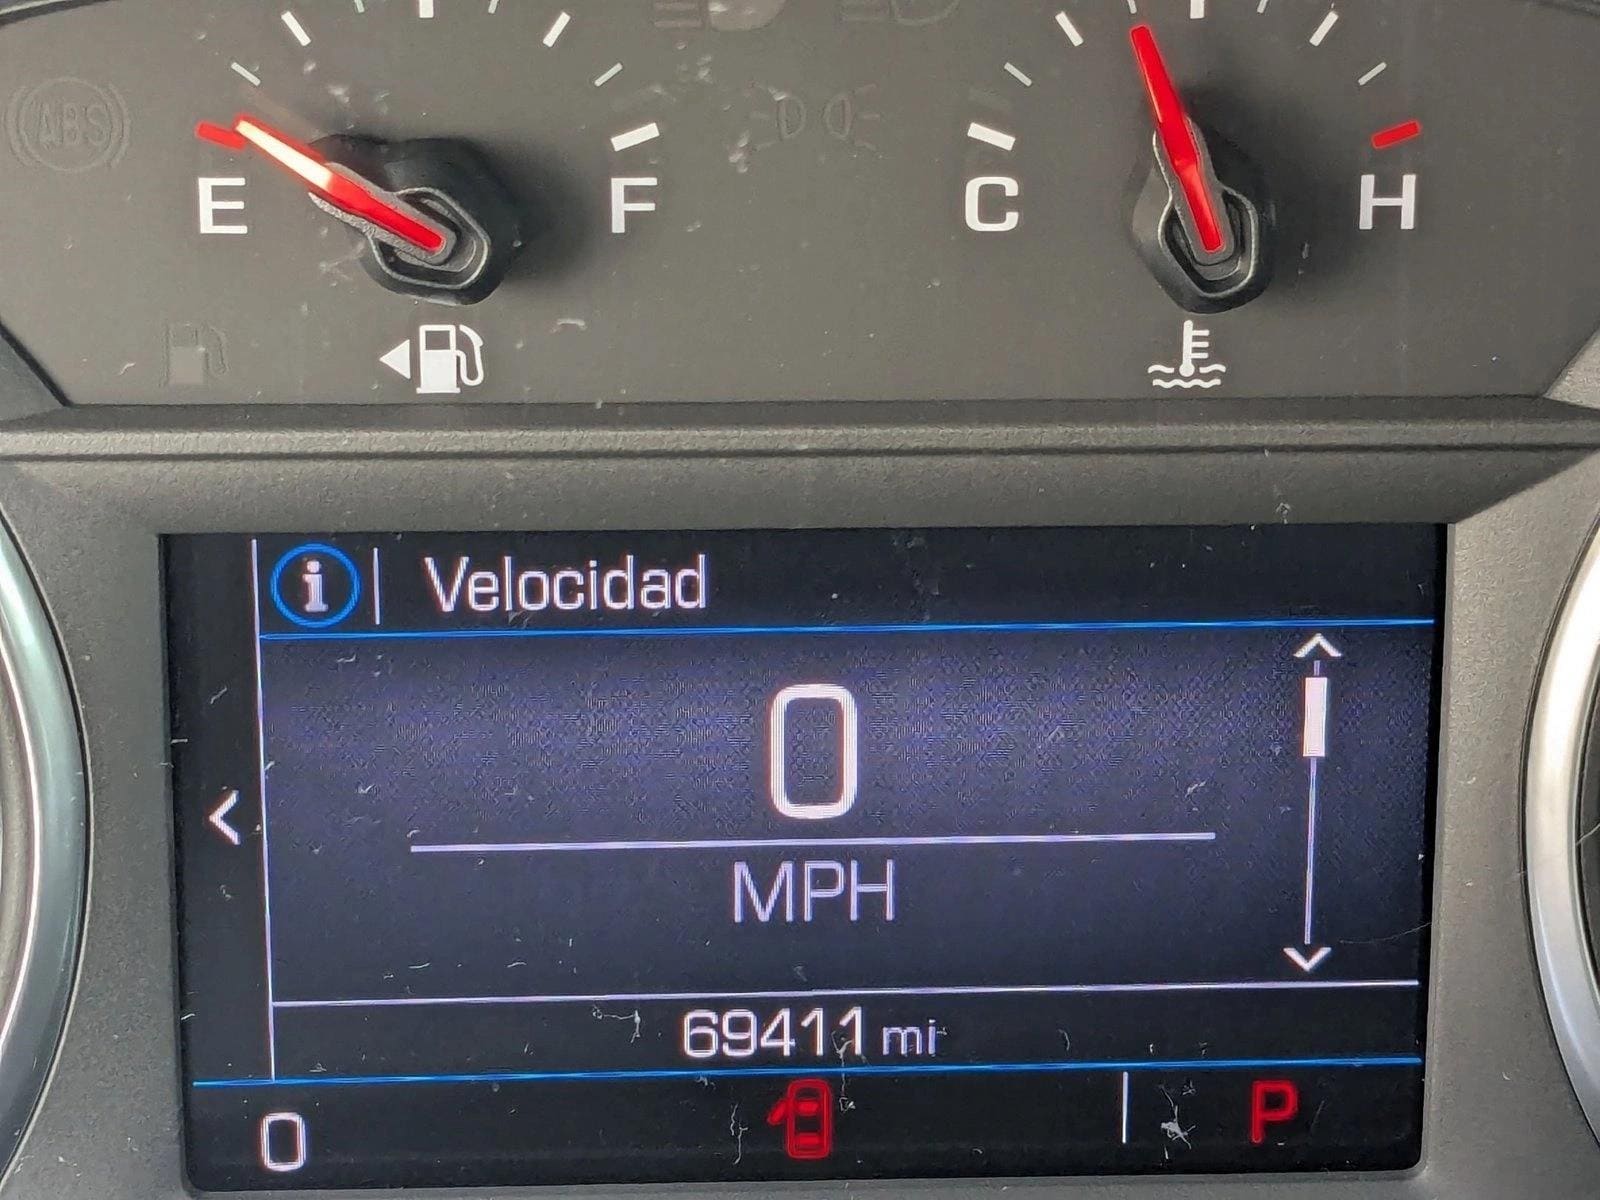 ABS
E F C H
i Velocidad
0
MPH
69411 mi
0 P